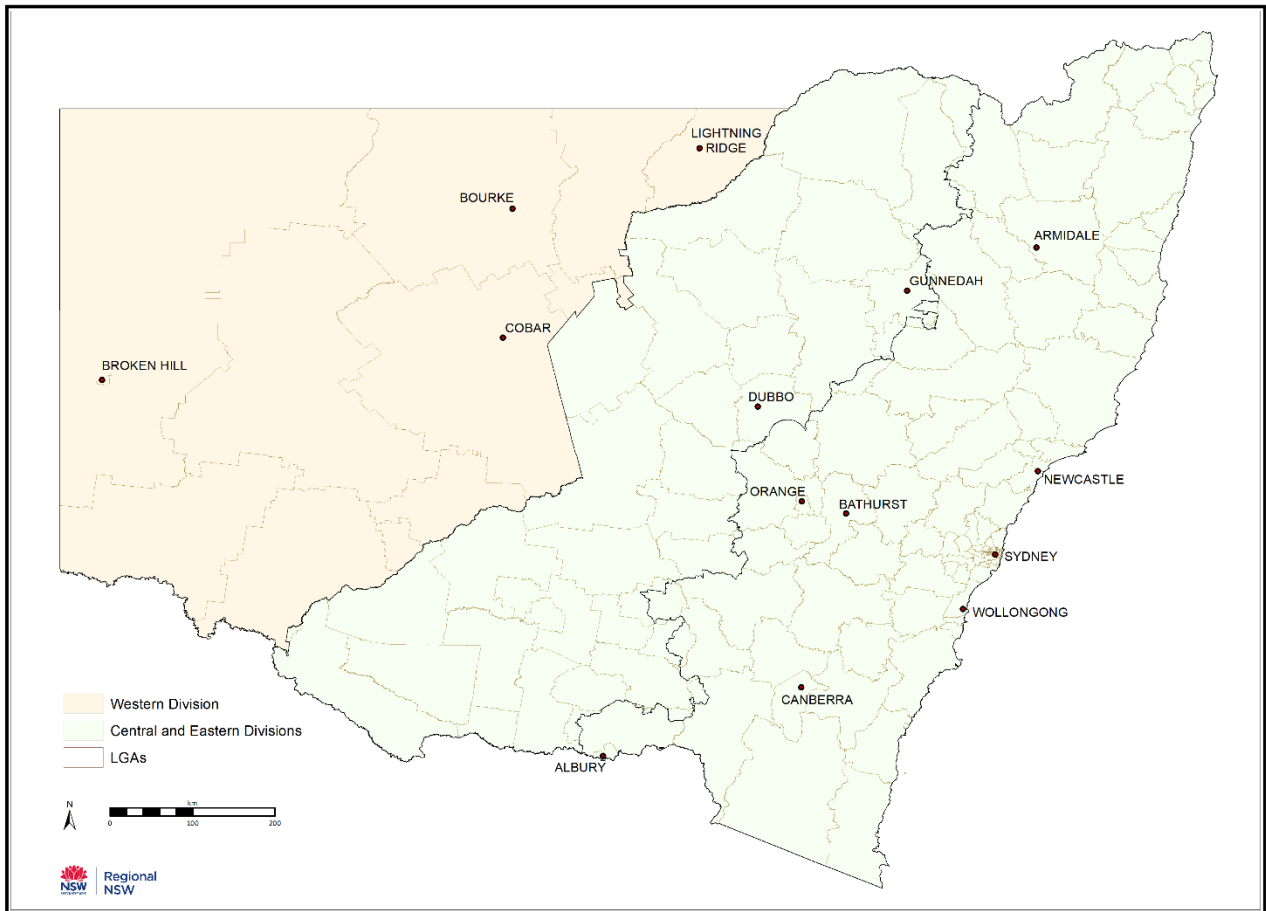 LIGHTNING
RIDGE
BOURKE
ARMIDALE
GUNNEDAH
COBAR
BROKEN HILL
DUBBO
NEWCASTLE
ORANGE
BATHURST
SYDNEY
WOLLONGONG
CANBERRA
ALBURY
Western Division
Central and Eastern Divisions
LGAs
N
km
0 100 200
NSW
GOVERNMENT
Regional
NSW